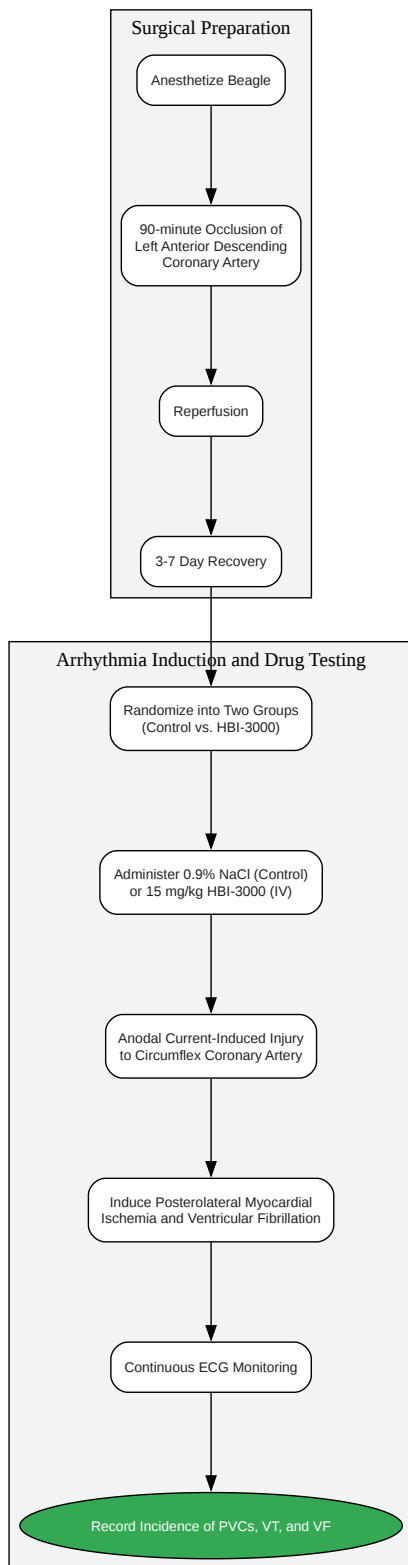 Surgical Preparation
Anesthetize Beagle
90-minute Occlusion of
Left Anterior Descending
Coronary Artery
Reperfusion
3-7 Day Recovery
Arrhythmia Induction and Drug Testing
Randomize into Two Groups
(Control vs. HBI-3000)
Administer 0.9% NaCl (Control)
or 15 mg/kg HBI-3000 (IV)
Anodal Current-Induced Injury
to Circumflex Coronary Artery
Induce Posterolateral Myocardial
Ischemia and Ventricular Fibrillation
Continuous ECG Monitoring
Record Incidence of PVCs, VT, and VF